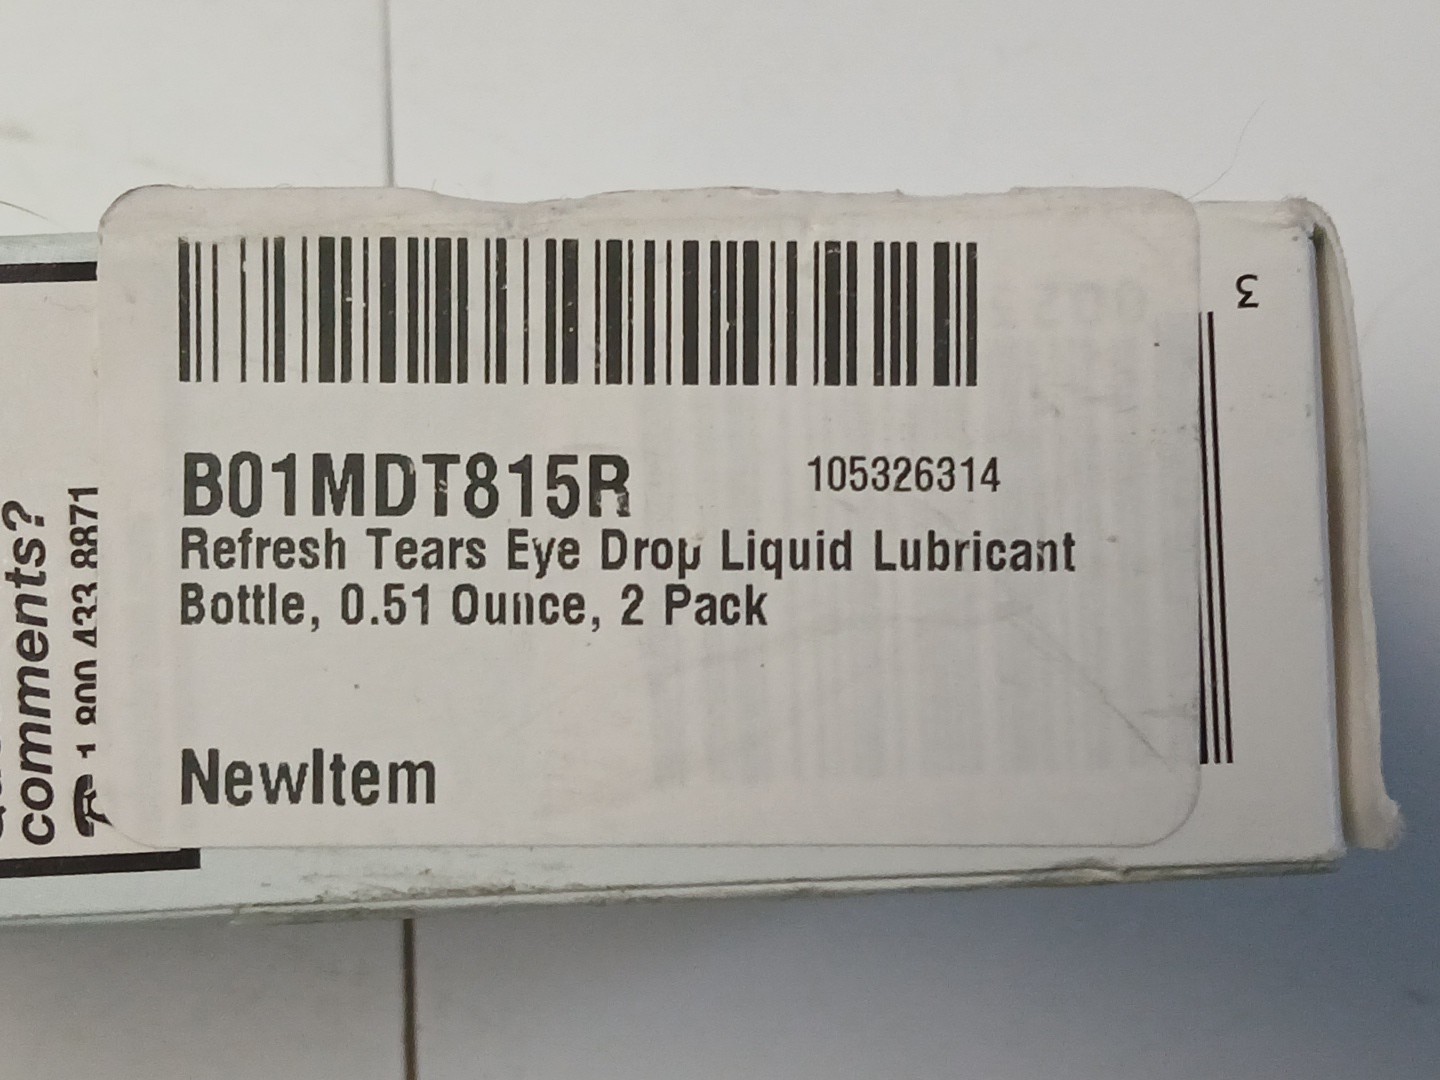 B01MDT815R 105326314
Refresh Tears Eye Drop Liquid Lubricant
Bottle, 0.51 Ounce, 2 Pack
NewItem
comments?
1 800 433 8871
3